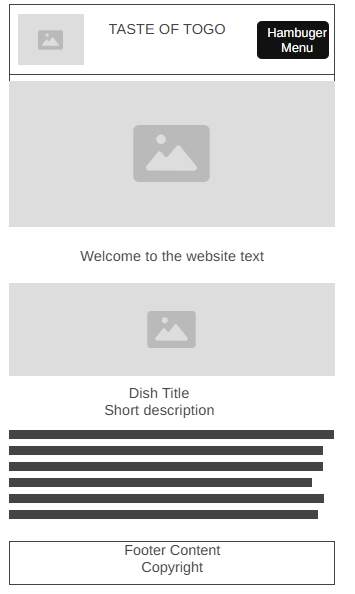 TASTE OF TOGO
Hambuger
Menu
Welcome to the website text
Dish Title
Short description
Footer Content
Copyright